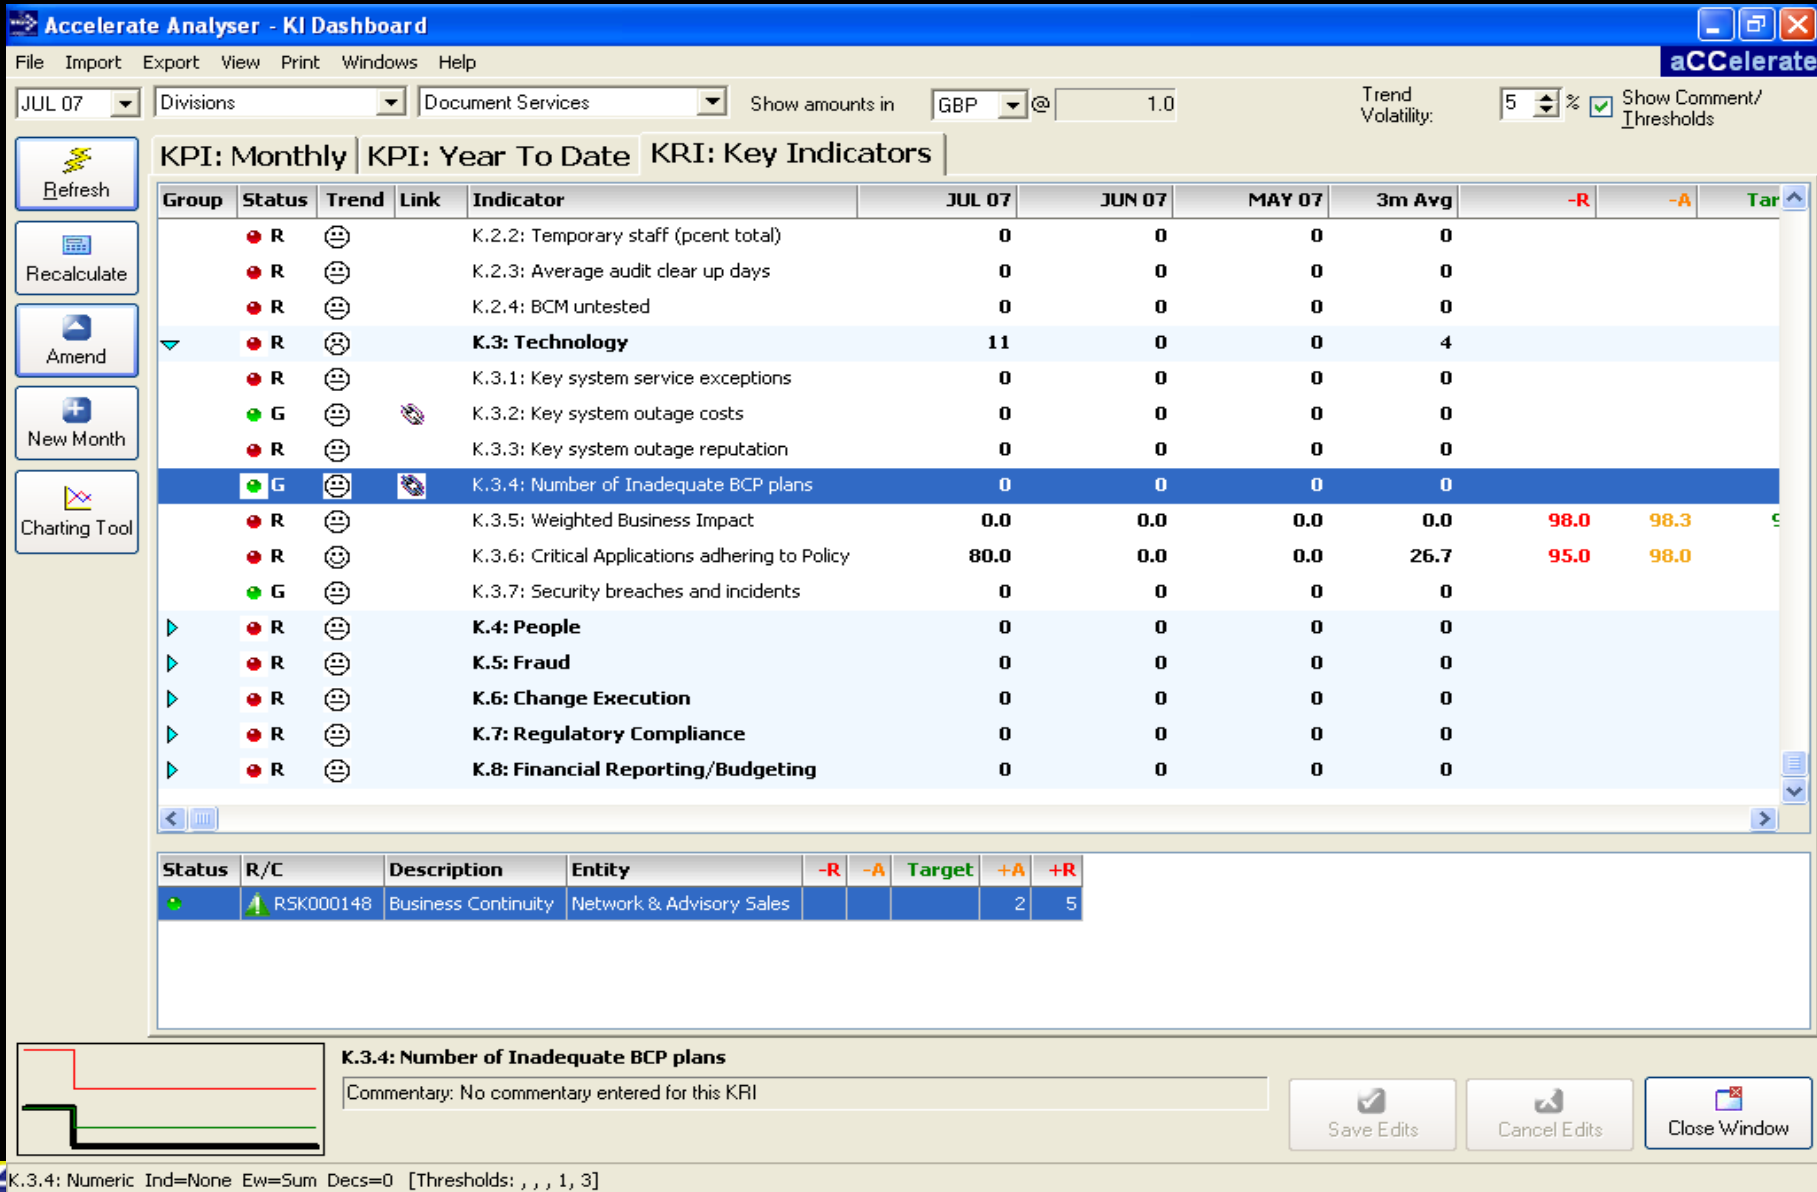 Accelerate Analyser - KI Dashboard
File Import Export View Print Windows Help
aCCelerate
JUL 07 Divisions Document Services Show amounts in GBP @ 1.0 Trend Volatility: 5 % Show Comment/ Thresholds
KPI: Monthly KPI: Year To Date KRI: Key Indicators
Refresh
Recalculate
Amend
New Month
Charting Tool
Group Status Trend Link Indicator JUL 07 JUN 07 MAY 07 3m Avg -R -A Tar
R K.2.2: Temporary staff (pcent total) 0 0 0 0
R K.2.3: Average audit clear up days 0 0 0 0
R K.2.4: BCM untested 0 0 0 0
R K.3: Technology 11 0 0 4
R K.3.1: Key system service exceptions 0 0 0 0
G K.3.2: Key system outage costs 0 0 0 0
R K.3.3: Key system outage reputation 0 0 0 0
G K.3.4: Number of Inadequate BCP plans 0 0 0 0
R K.3.5: Weighted Business Impact 0.0 0.0 0.0 0.0 98.0 98.3
R K.3.6: Critical Applications adhering to Policy 80.0 0.0 0.0 26.7 95.0 98.0
G K.3.7: Security breaches and incidents 0 0 0 0
R K.4: People 0 0 0 0
R K.5: Fraud 0 0 0 0
R K.6: Change Execution 0 0 0 0
R K.7: Regulatory Compliance 0 0 0 0
R K.8: Financial Reporting/Budgeting 0 0 0 0
Status R/C Description Entity -R -A Target +A +R
RSK000148 Business Continuity Network & Advisory Sales 2 5
K.3.4: Number of Inadequate BCP plans
Commentary: No commentary entered for this KRI
Save Edits Cancel Edits Close Window
K.3.4: Numeric Ind=None Ew=Sum Decs=0 [Thresholds: , , , 1, 3]